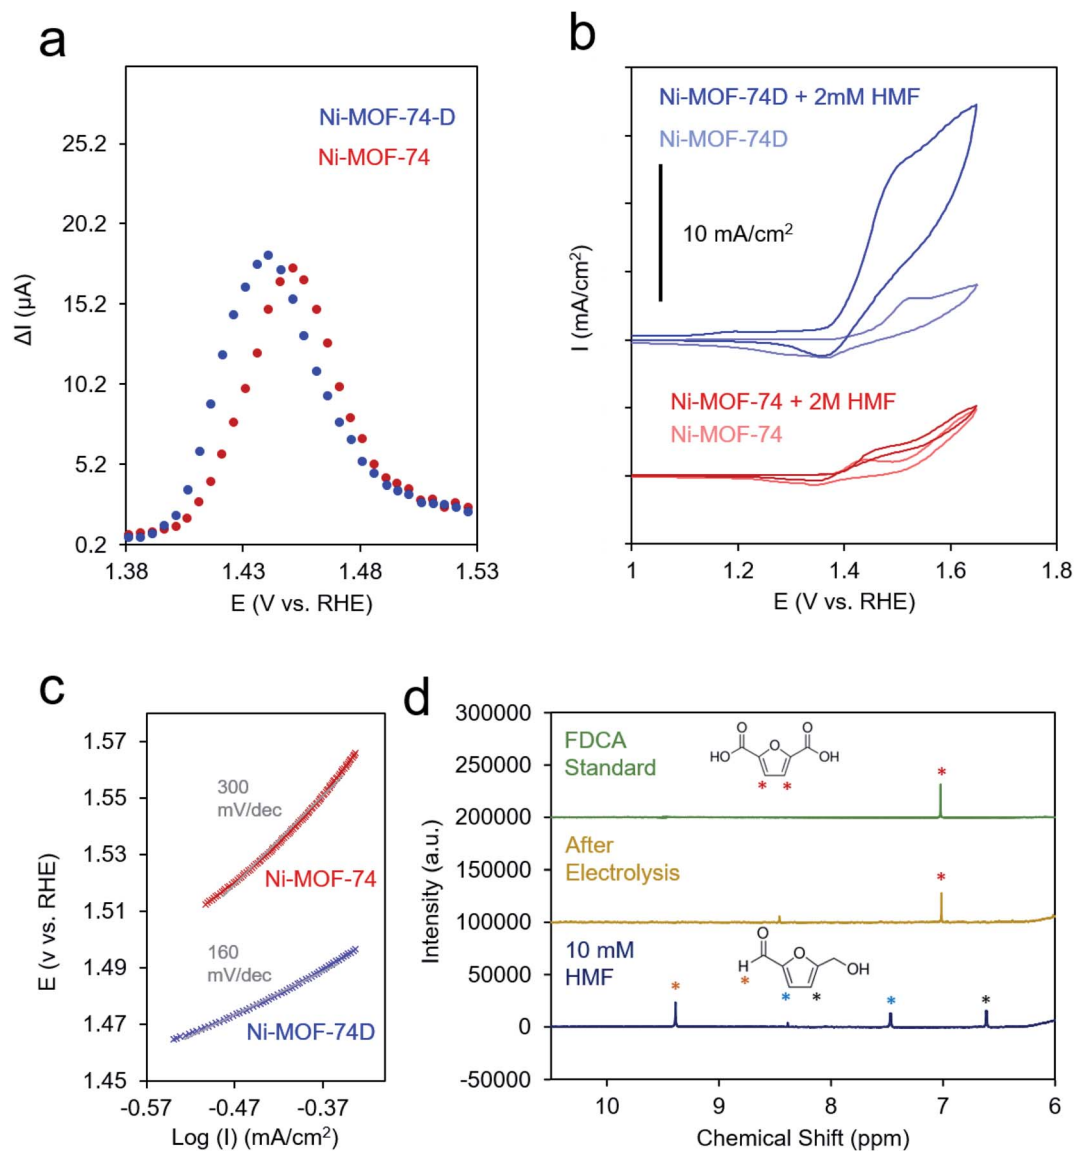 a
Ni-MOF-74-D
Ni-MOF-74
25.2
20.2
15.2
10.2
5.2
0.2
ΔI (μA)
1.38
1.43
1.48
1.53
E (V vs. RHE)
b
Ni-MOF-74D + 2mM HMF
Ni-MOF-74D
10 mA/cm²
Ni-MOF-74 + 2M HMF
Ni-MOF-74
I (mA/cm²)
1
1.2
1.4
1.6
1.8
E (V vs. RHE)
c
1.57
1.55
1.53
1.51
1.49
1.47
1.45
E (v vs. RHE)
300
mV/dec
Ni-MOF-74
160
mV/dec
Ni-MOF-74D
-0.57
-0.47
-0.37
Log (I) (mA/cm²)
d
300000
250000
200000
150000
100000
50000
0
-50000
Intensity (a.u.)
FDCA
Standard
O
O
O
HO
OH
* *
*
After
Electrolysis
*
10 mM
HMF
O
O
H
OH
* * *
* * *
10
9
8
7
6
Chemical Shift (ppm)